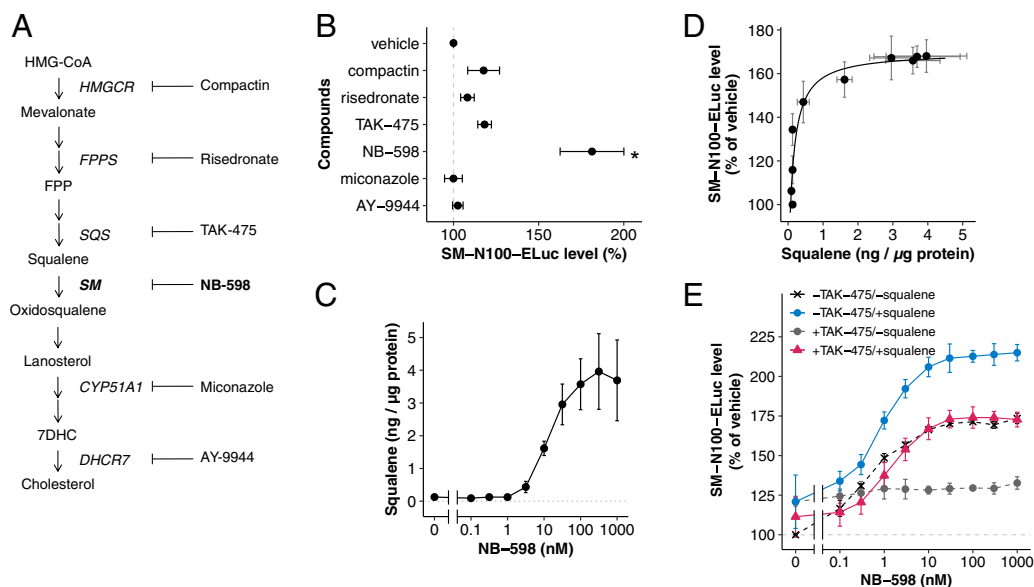 A
HMG-CoA
HMGCR
Compactin
Mevalonate
FPPS
Risedronate
FPP
SQS
TAK-475
Squalene
SM
NB-598
Oxidosqualene
Lanosterol
CYP51A1
Miconazole
7DHC
DHCR7
AY-9944
Cholesterol
B
Compounds
vehicle
compactin
risedronate
TAK−475
NB−598
*
miconazole
AY−9944
100
150
200
SM−N100−ELuc level (%)
C
Squalene (ng / µg protein)
5
4
3
2
1
0
0
0.1
1
10
100
1000
NB−598 (nM)
D
SM−N100−ELuc level
(% of vehicle)
180
160
140
120
100
0
1
2
3
4
5
Squalene (ng / µg protein)
E
−TAK−475/−squalene
−TAK−475/+squalene
+TAK−475/−squalene
+TAK−475/+squalene
SM−N100−ELuc level
(% of vehicle)
225
200
175
150
125
100
0
0.1
1
10
100
1000
NB−598 (nM)